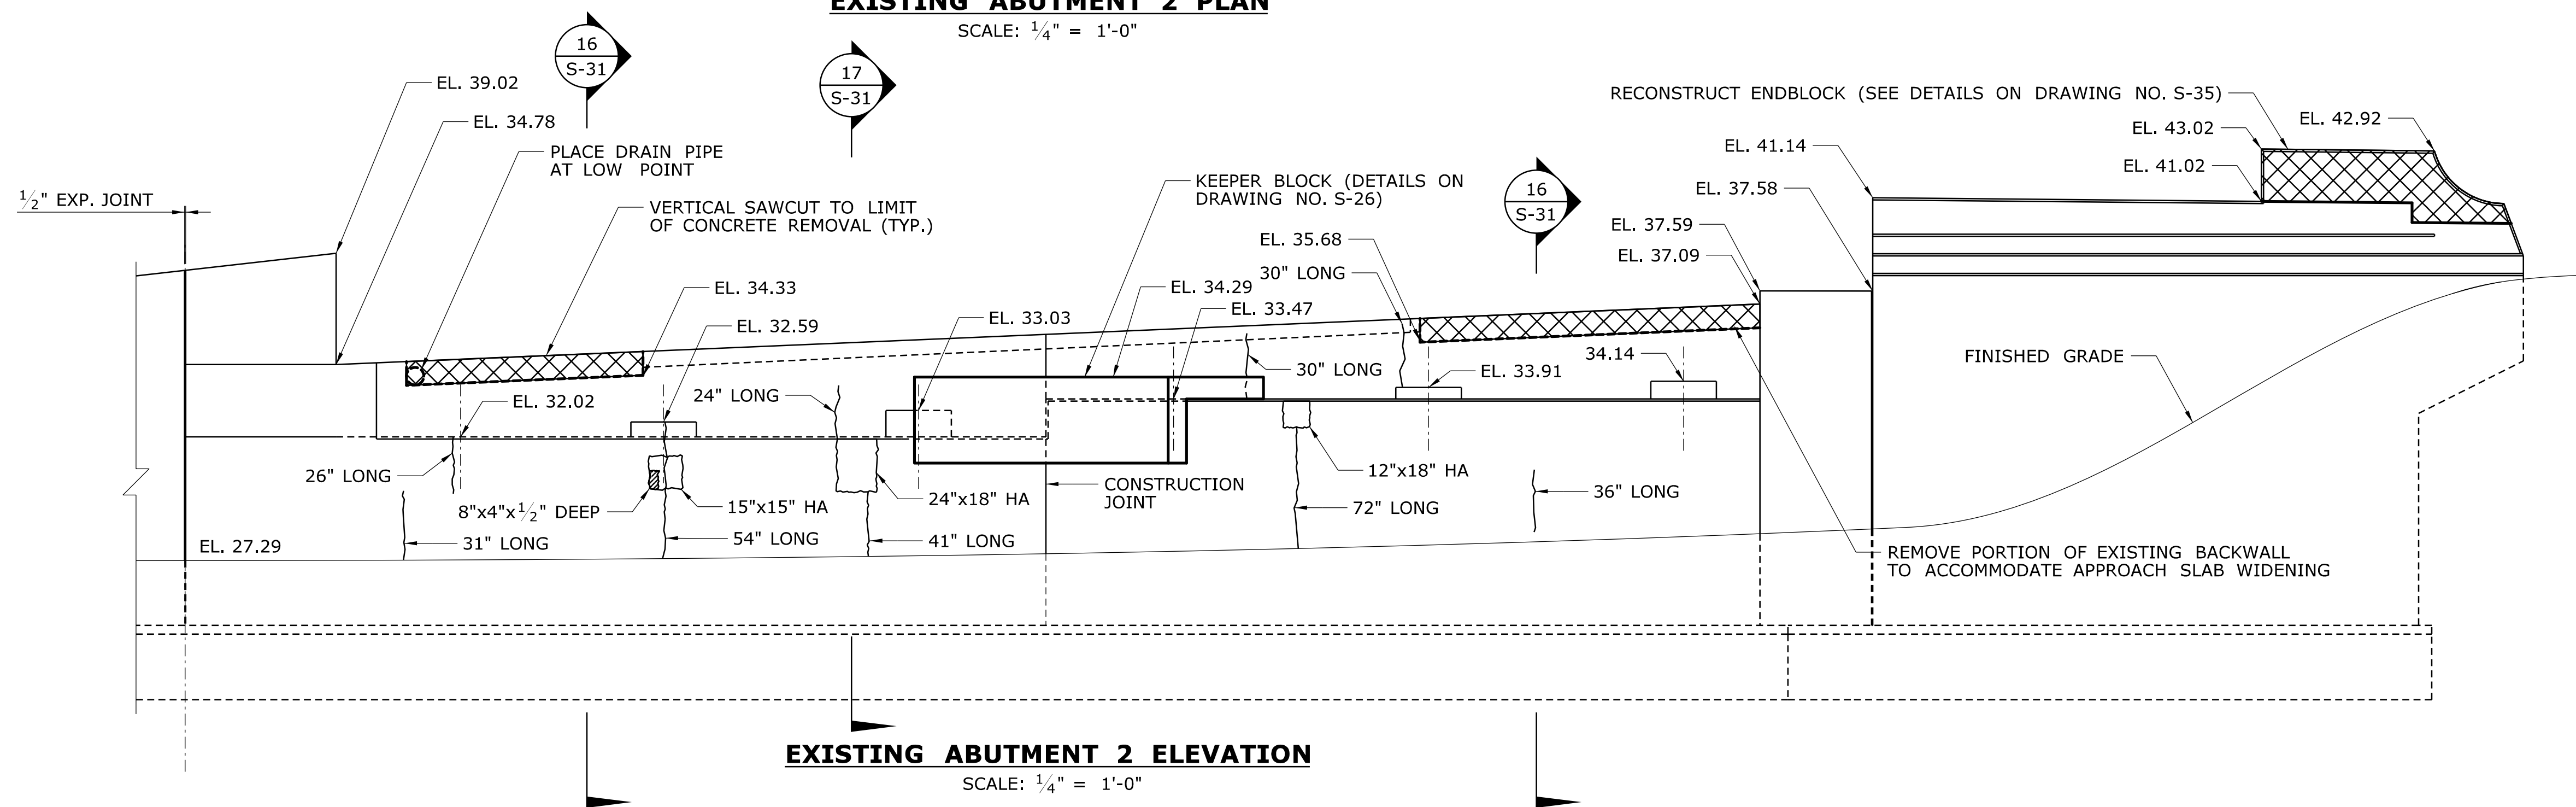 EXISTING ABUTMENT 2 PLAN
SCALE: 1/4" = 1'-0"
16
S-31
17
S-31
EL. 39.02
EL. 34.78
PLACE DRAIN PIPE
AT LOW POINT
1/2" EXP. JOINT
VERTICAL SAWCUT TO LIMIT
OF CONCRETE REMOVAL (TYP.)
KEEPER BLOCK (DETAILS ON
DRAWING NO. S-26)
16
S-31
RECONSTRUCT ENDBLOCK (SEE DETAILS ON DRAWING NO. S-35)
EL. 43.02
EL. 42.92
EL. 41.14
EL. 41.02
EL. 37.58
EL. 37.59
EL. 37.09
EL. 35.68
30" LONG
EL. 34.33
EL. 32.59
EL. 34.29
EL. 33.47
EL. 33.03
34.14
EL. 33.91
30" LONG
FINISHED GRADE
24" LONG
EL. 32.02
26" LONG
8"x4"x1/2" DEEP
15"x15" HA
24"x18" HA
CONSTRUCTION
JOINT
12"x18" HA
72" LONG
36" LONG
EL. 27.29
31" LONG
54" LONG
41" LONG
REMOVE PORTION OF EXISTING BACKWALL
TO ACCOMMODATE APPROACH SLAB WIDENING
EXISTING ABUTMENT 2 ELEVATION
SCALE: 1/4" = 1'-0"